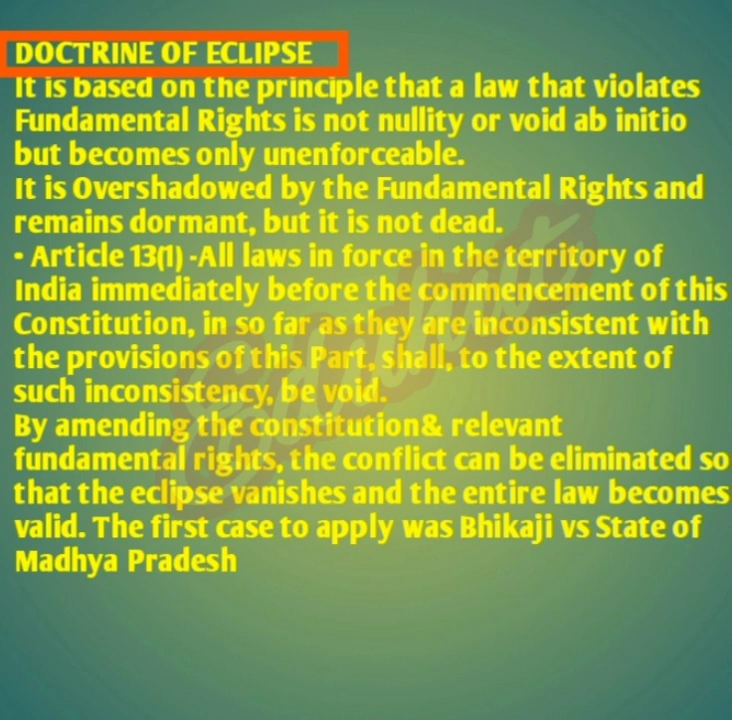 DOCTRINE OF ECLIPSE
It is based on the principle that a law that violates
Fundamental Rights is not nullity or void ab initio
but becomes only unenforceable.
It is Overshadowed by the Fundamental Rights and
remains dormant, but it is not dead.
• Article 13(1) -All laws in force in the territory of
India immediately before the commencement of this
Constitution, in so far as they are inconsistent with
the provisions of this Part, shall, to the extent of
such inconsistency, be void.
By amending the constitution& relevant
fundamental rights, the conflict can be eliminated so
that the eclipse vanishes and the entire law becomes
valid. The first case to apply was Bhikaji vs State of
Madhya Pradesh